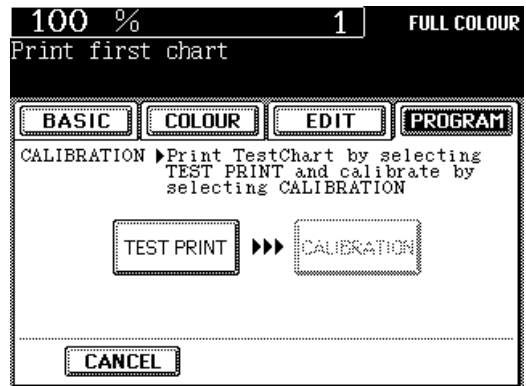 100 % 1 FULL COLOUR
Print first chart
BASIC COLOUR EDIT PROGRAM
CALIBRATION ▶Print TestChart by selecting
TEST PRINT and calibrate by
selecting CALIBRATION
TEST PRINT ▶▶▶ CALIBRATION
CANCEL